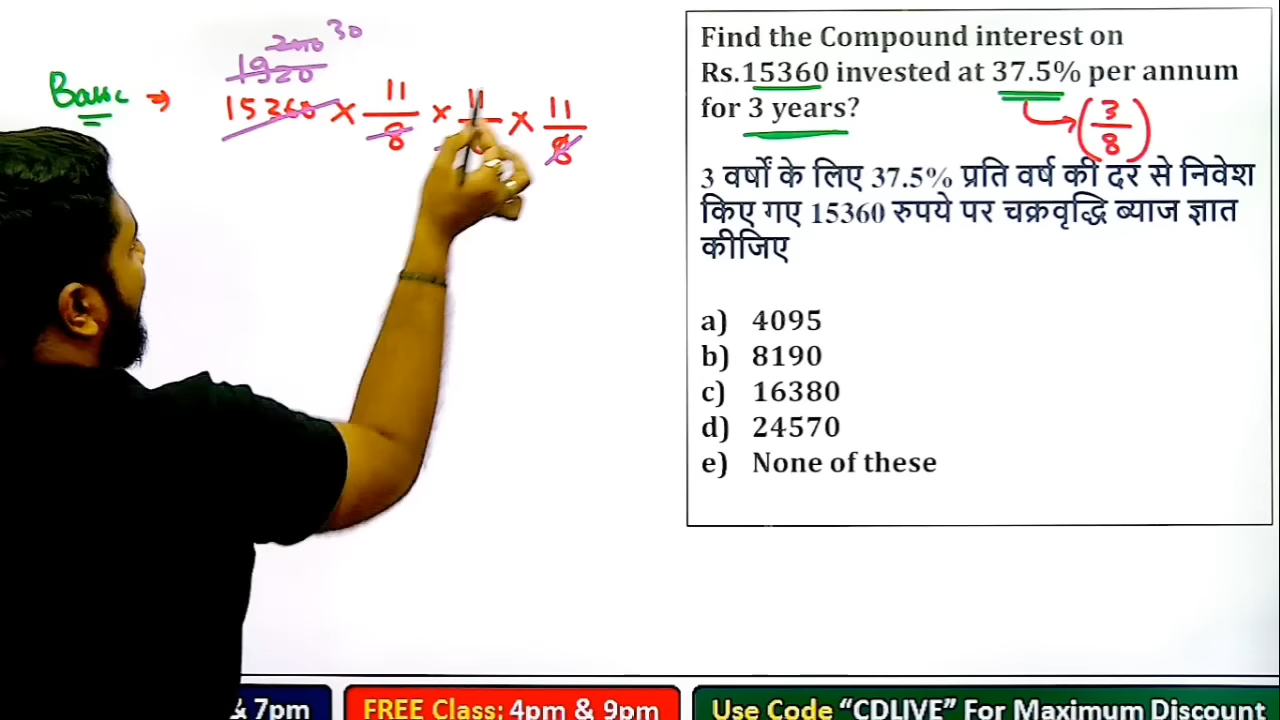 240 30
1920
Basic → 15360 × 11/8 × 11/8 × 11/8
Find the Compound interest on
Rs.15360 invested at 37.5% per annum
for 3 years?
(3/8)
3 वर्षों के लिए 37.5% प्रति वर्ष की दर से निवेश
किए गए 15360 रुपये पर चक्रवृद्धि ब्याज ज्ञात
कीजिए
a) 4095
b) 8190
c) 16380
d) 24570
e) None of these
& 7pm
FREE Class: 4pm & 9pm
Use Code “CDLIVE” For Maximum Discount